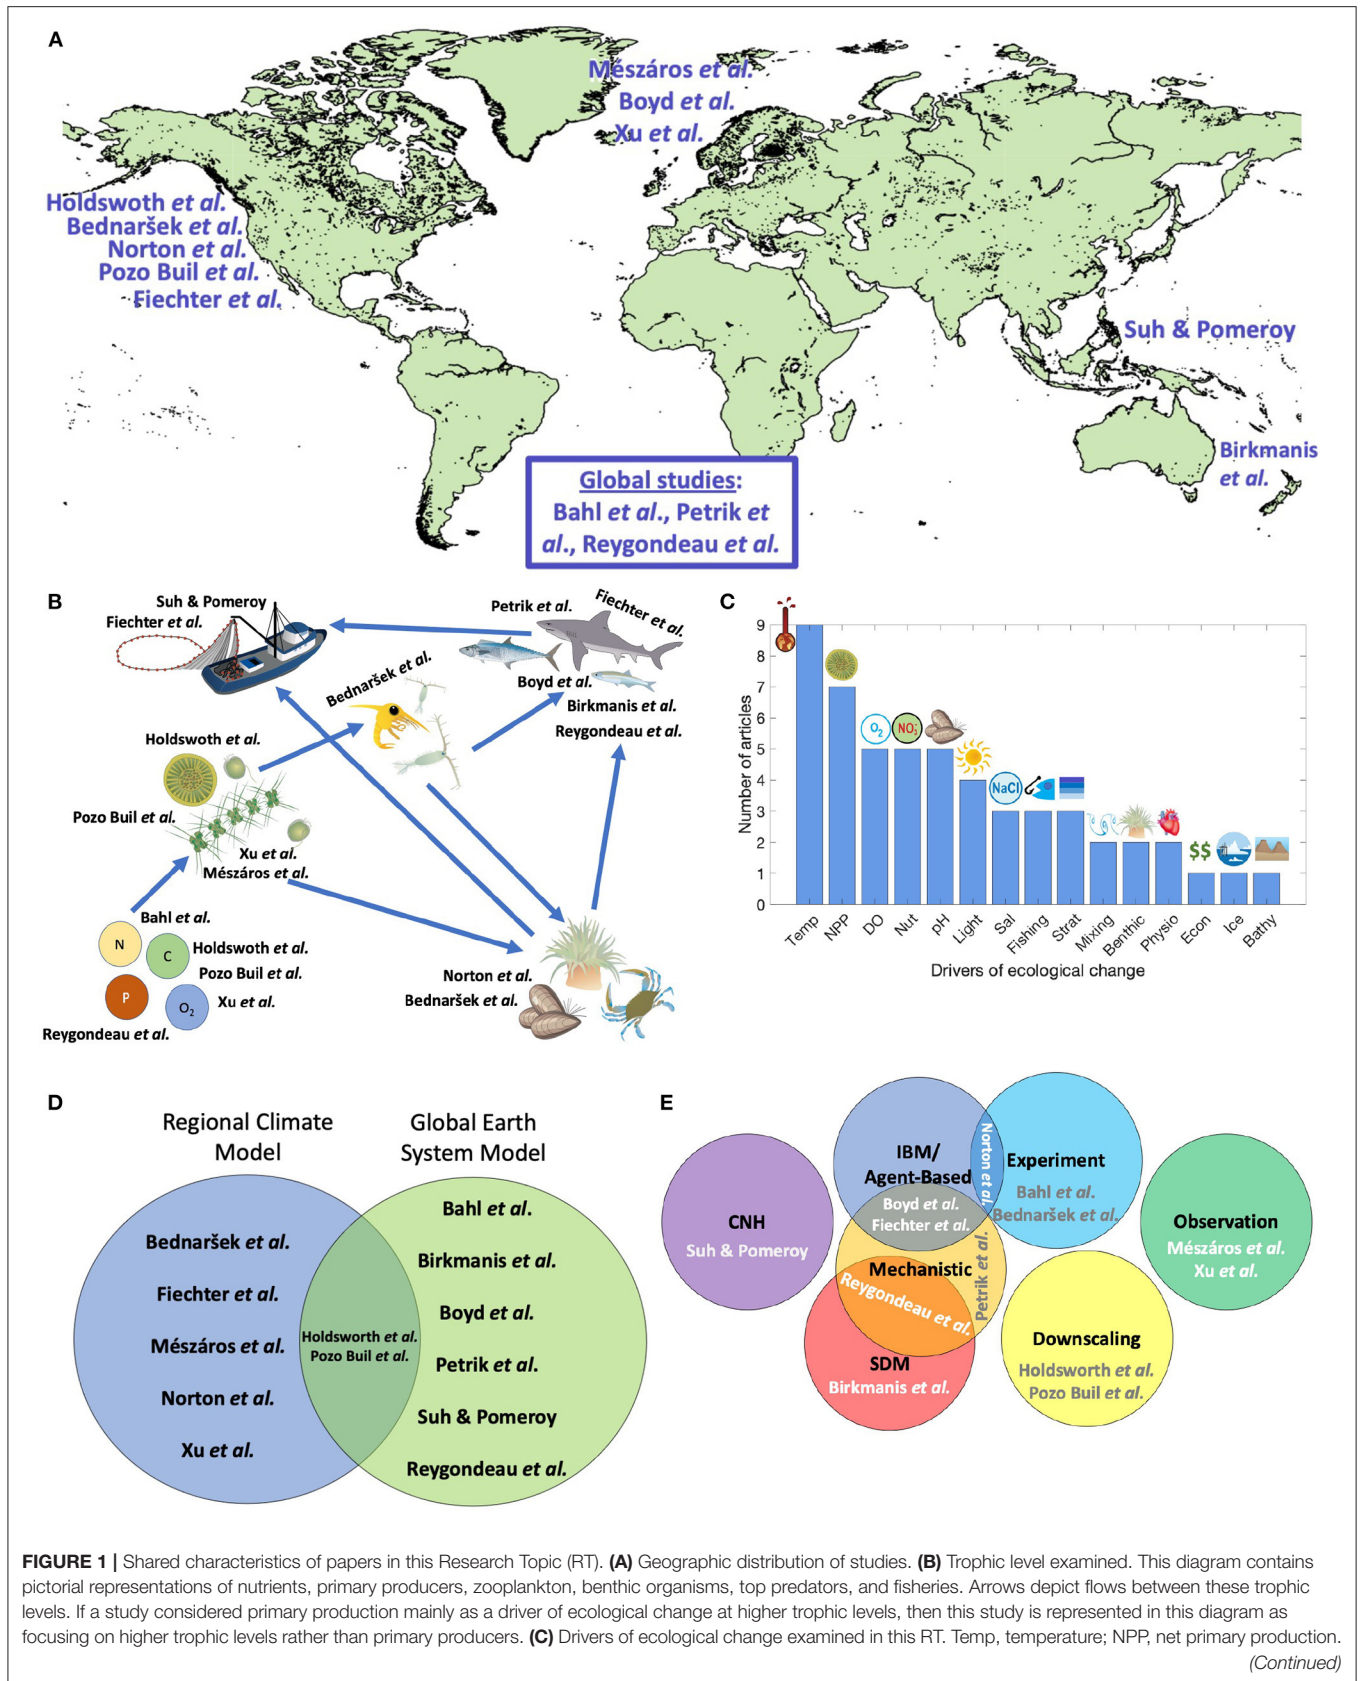 A
Mészáros et al.
Boyd et al.
Xu et al.
Holdswoth et al.
Bednaršek et al.
Norton et al.
Pozo Buil et al.
Fiechter et al.
Suh & Pomeroy
Birkmanis
et al.
Global studies:
Bahl et al., Petrik et
al., Reygondeau et al.
B
Suh & Pomeroy
Fiechter et al.
Petrik et al.
Fiechter et al.
Bednaršek et al.
Boyd et al.
Birkmanis et al.
Reygondeau et al.
Holdswoth et al.
Pozo Buil et al.
Xu et al.
Mészáros et al.
Bahl et al.
N
C
Holdswoth et al.
Pozo Buil et al.
P
O2
Xu et al.
Reygondeau et al.
Norton et al.
Bednaršek et al.
C
Number of articles
9
8
7
6
5
4
3
2
1
0
O2
NO3-
NaCl
$$
Temp
NPP
DO
Nut
pH
Light
Sal
Fishing
Strat
Mixing
Benthic
Physio
Econ
Ice
Bathy
Drivers of ecological change
D
Regional Climate
Model
Global Earth
System Model
Bednaršek et al.
Fiechter et al.
Mészáros et al.
Norton et al.
Xu et al.
Holdsworth et al.
Pozo Buil et al.
Bahl et al.
Birkmanis et al.
Boyd et al.
Petrik et al.
Suh & Pomeroy
Reygondeau et al.
E
CNH
Suh & Pomeroy
IBM/
Agent-Based
Boyd et al.
Fiechter et al.
Norton et al.
Experiment
Bahl et al.
Bednaršek et al.
Observation
Mészáros et al.
Xu et al.
Mechanistic
Petrik et al.
Reygondeau et al.
SDM
Birkmanis et al.
Downscaling
Holdsworth et al.
Pozo Buil et al.
FIGURE 1 | Shared characteristics of papers in this Research Topic (RT). (A) Geographic distribution of studies. (B) Trophic level examined. This diagram contains
pictorial representations of nutrients, primary producers, zooplankton, benthic organisms, top predators, and fisheries. Arrows depict flows between these trophic
levels. If a study considered primary production mainly as a driver of ecological change at higher trophic levels, then this study is represented in this diagram as
focusing on higher trophic levels rather than primary producers. (C) Drivers of ecological change examined in this RT. Temp, temperature; NPP, net primary production.
(Continued)